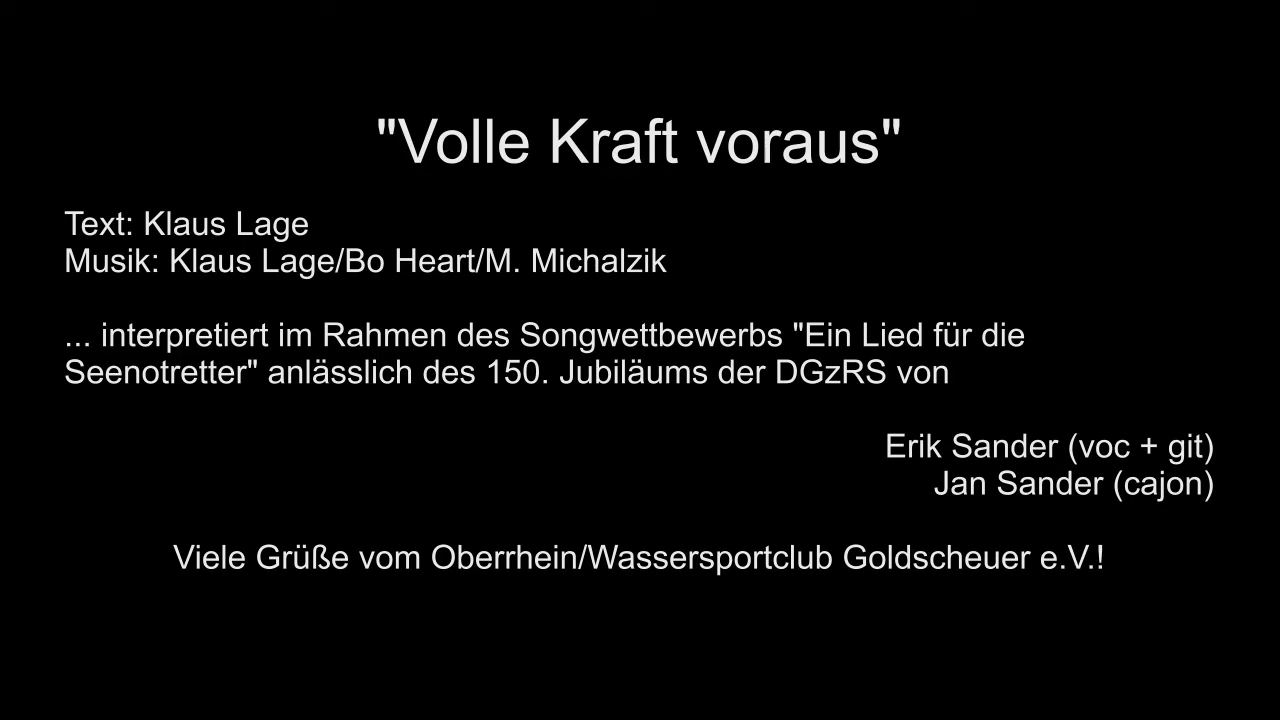 "Volle Kraft voraus"
Text: Klaus Lage
Musik: Klaus Lage/Bo Heart/M. Michalzik
... interpretiert im Rahmen des Songwettbewerbs "Ein Lied für die
Seenotretter" anlässlich des 150. Jubiläums der DGzRS von
Erik Sander (voc + git)
Jan Sander (cajon)
Viele Grüße vom Oberrhein/Wassersportclub Goldscheuer e.V.!